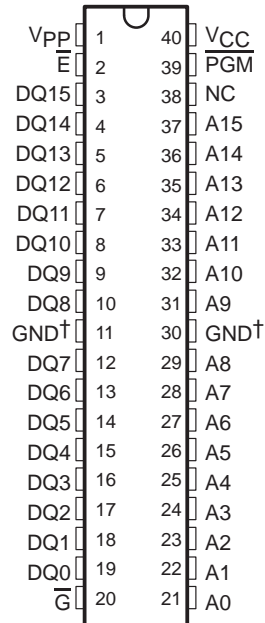 VPP 1 40 VCC
E 2 39 PGM
DQ15 3 38 NC
DQ14 4 37 A15
DQ13 5 36 A14
DQ12 6 35 A13
DQ11 7 34 A12
DQ10 8 33 A11
DQ9 9 32 A10
DQ8 10 31 A9
GND† 11 30 GND†
DQ7 12 29 A8
DQ6 13 28 A7
DQ5 14 27 A6
DQ4 15 26 A5
DQ3 16 25 A4
DQ2 17 24 A3
DQ1 18 23 A2
DQ0 19 22 A1
G 20 21 A0